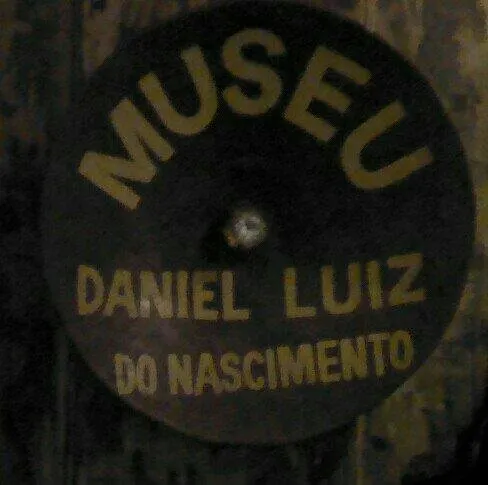 MUSEU
DANIEL LUIZ
DO NASCIMENTO